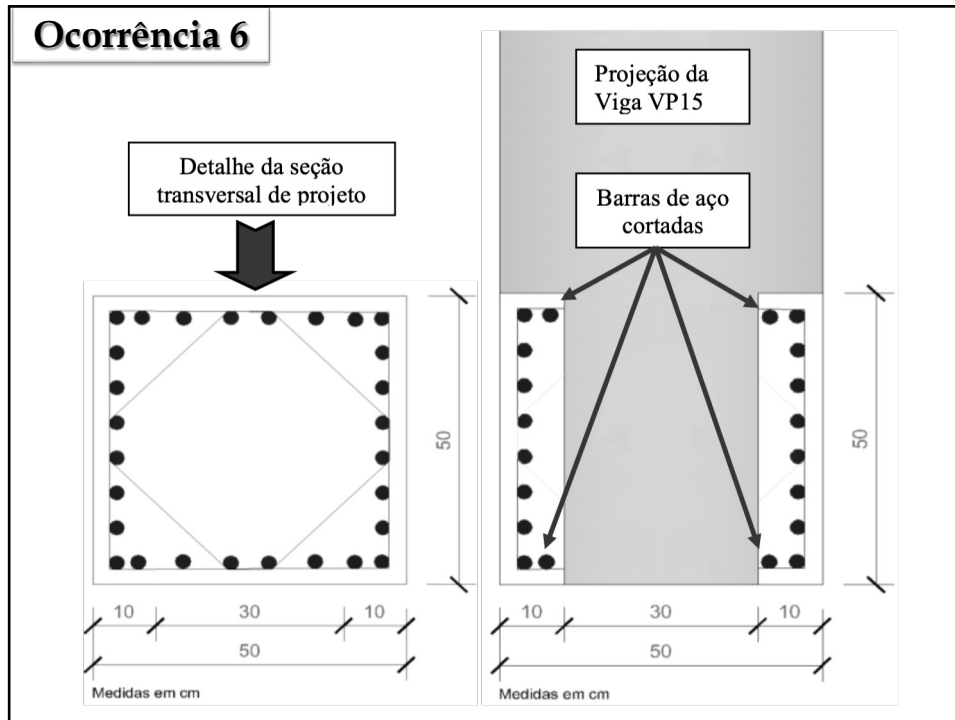 Ocorrência 6
Projeção da
Viga VP15
Detalhe da seção
transversal de projeto
Barras de aço
cortadas
50
50
10 30 10
50
Medidas em cm
10 30 10
50
Medidas em cm